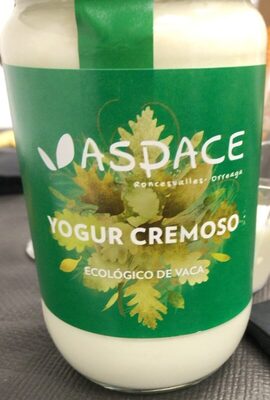 ASPACE
Roncesvalles-Orreaga
YOGUR CREMOSO
ECOLÓGICO DE VACA